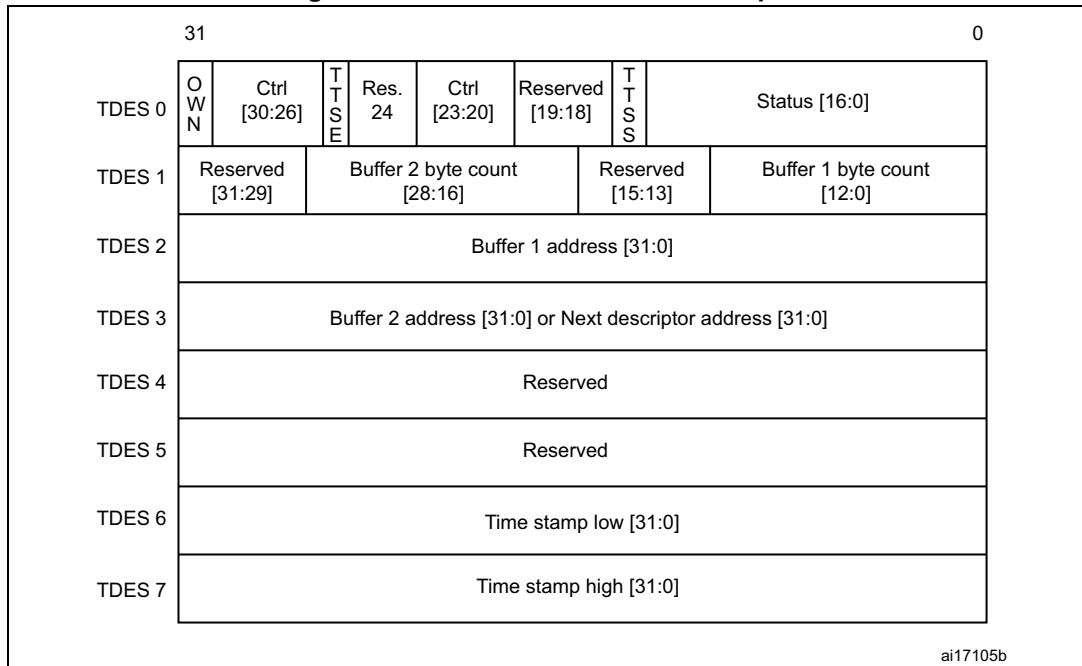 31 0
TDES 0
OWN
Ctrl
[30:26]
TTSE
Res.
24
Ctrl
[23:20]
Reserved
[19:18]
TTSS
Status [16:0]
TDES 1
Reserved
[31:29]
Buffer 2 byte count
[28:16]
Reserved
[15:13]
Buffer 1 byte count
[12:0]
TDES 2
Buffer 1 address [31:0]
TDES 3
Buffer 2 address [31:0] or Next descriptor address [31:0]
TDES 4
Reserved
TDES 5
Reserved
TDES 6
Time stamp low [31:0]
TDES 7
Time stamp high [31:0]
ai17105b